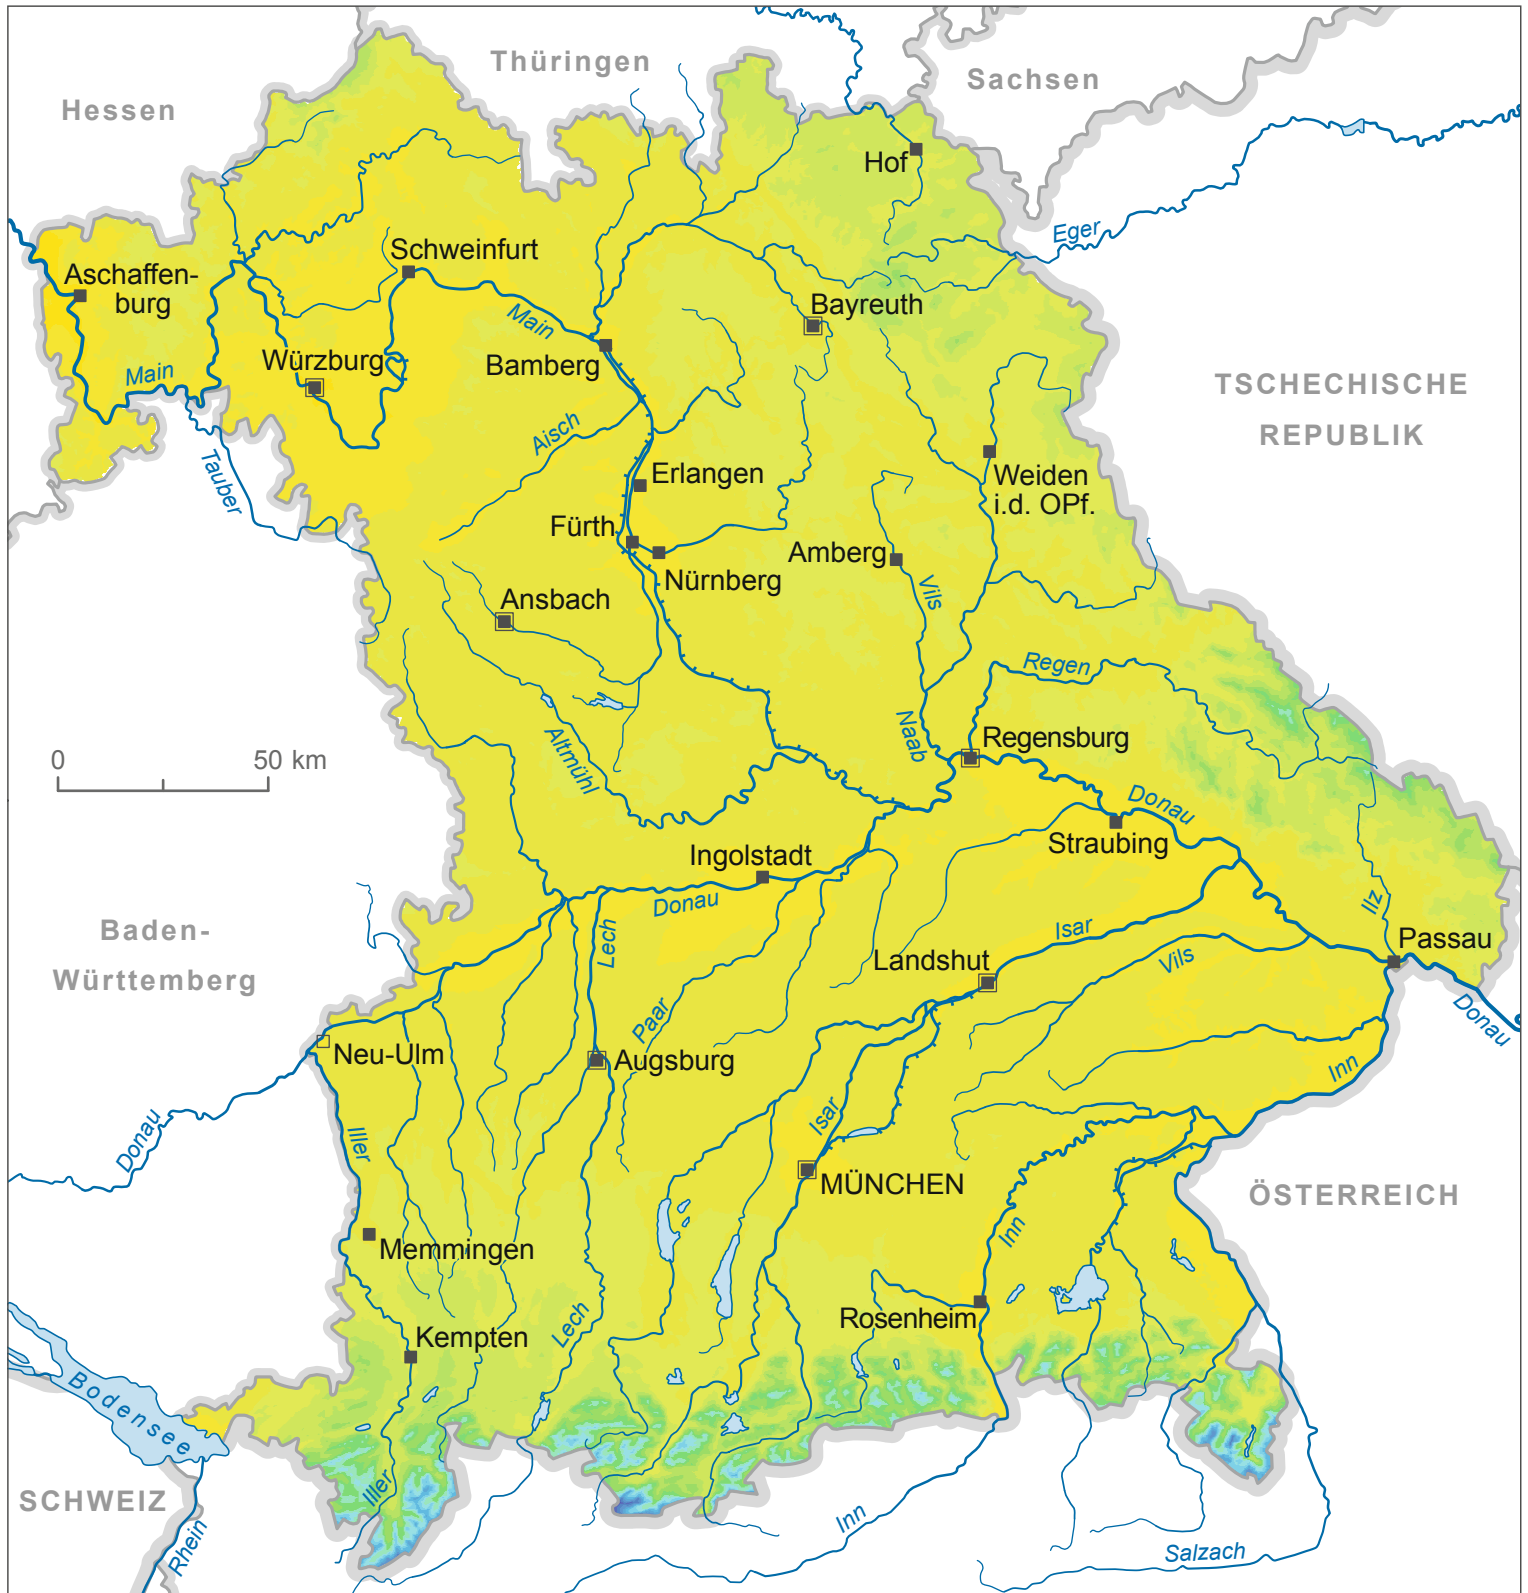 Thüringen
Sachsen
Hessen
Hof
Eger
Schweinfurt
Aschaffen-
burg
Bayreuth
Main
Würzburg
Bamberg
Main
TSCHECHISCHE
REPUBLIK
Aisch
Tauber
Erlangen
Weiden
i.d. OPf.
Fürth
Amberg
Nürnberg
Vils
Ansbach
Regen
Naab
Regensburg
Altmühl
0
50 km
Donau
Straubing
Ingolstadt
Donau
Ilz
Baden-
Württemberg
Lech
Isar
Passau
Landshut
Vils
Paar
Donau
Neu-Ulm
Augsburg
Inn
Donau
Iller
Isar
MÜNCHEN
ÖSTERREICH
Inn
Memmingen
Rosenheim
Kempten
Lech
Bodensee
SCHWEIZ
Iller
Inn
Rhein
Salzach